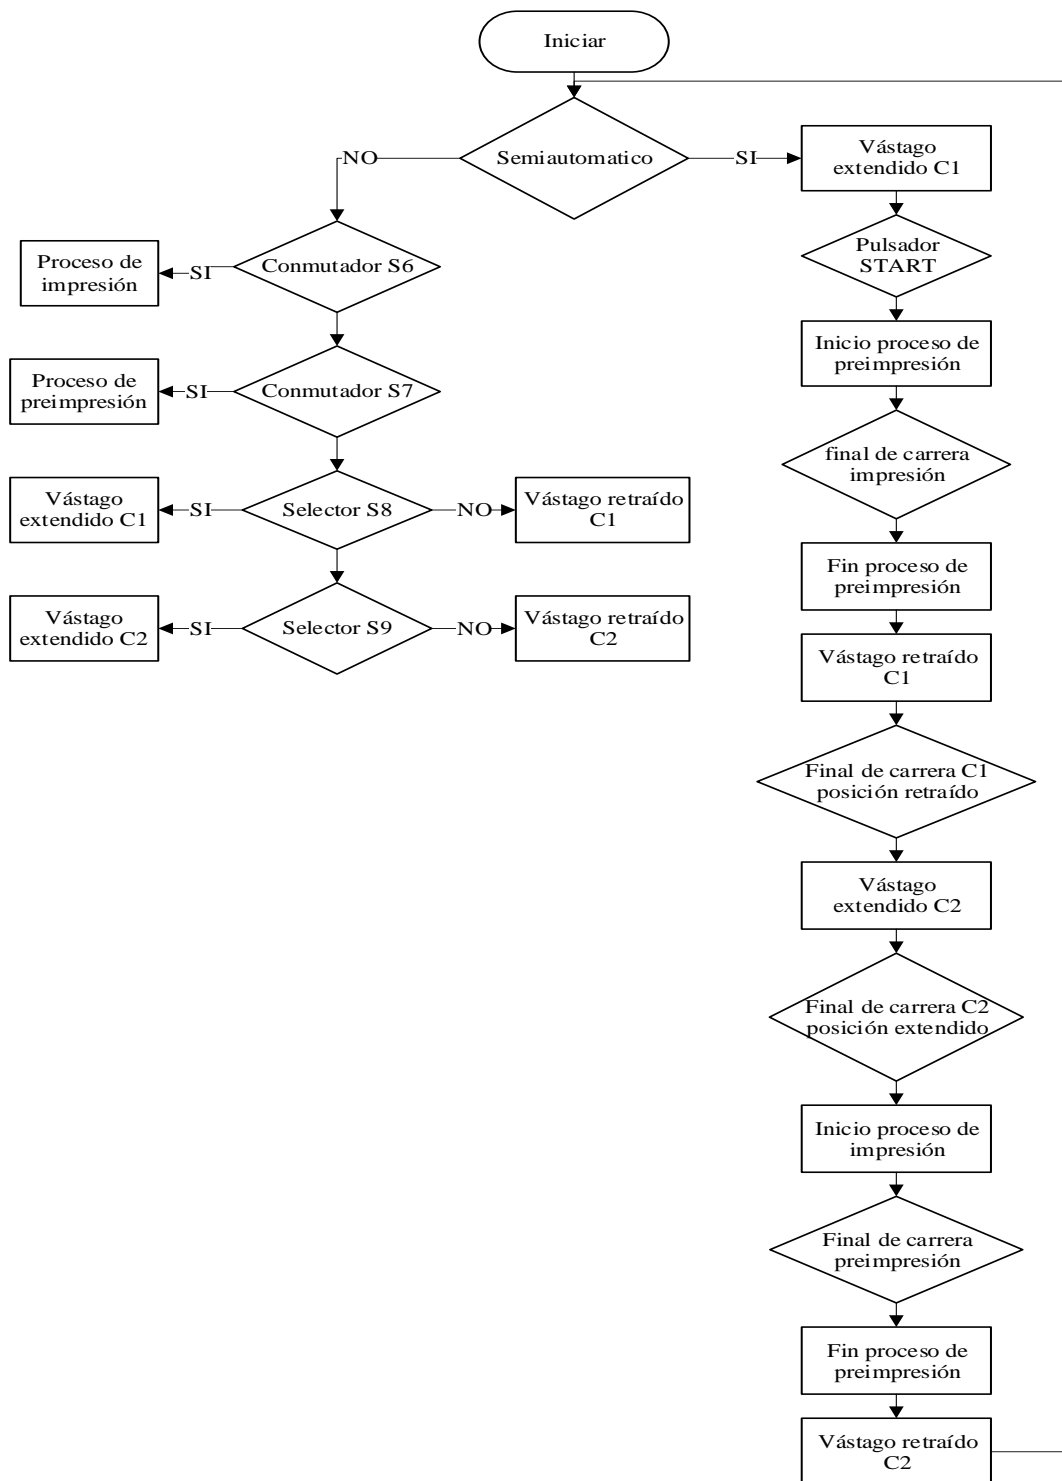 Iniciar
Semiautomatico
NO
SI
Vástago
extendido C1
Conmutador S6
SI
Proceso de
impresión
Conmutador S7
SI
Proceso de
preimpresión
Selector S8
SI
Vástago
extendido C1
NO
Vástago retraído
C1
Selector S9
SI
Vástago
extendido C2
NO
Vástago retraído
C2
Pulsador
START
Inicio proceso de
preimpresión
final de carrera
impresión
Fin proceso de
preimpresión
Vástago retraído
C1
Final de carrera C1
posición retraído
Vástago
extendido C2
Final de carrera C2
posición extendido
Inicio proceso de
impresión
Final de carrera
preimpresión
Fin proceso de
preimpresión
Vástago retraído
C2